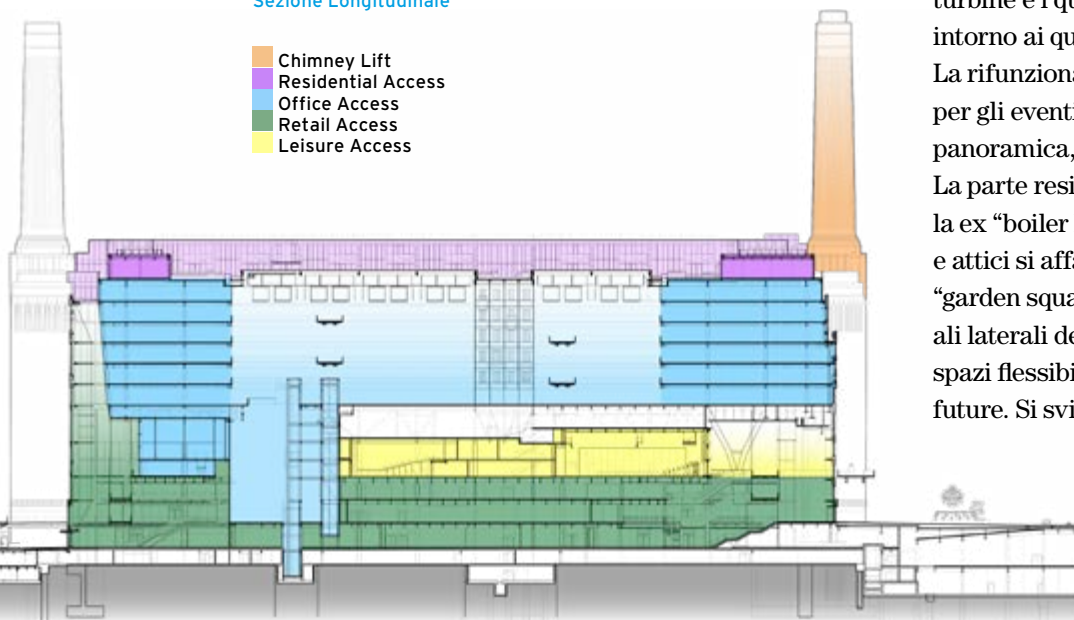 Sezione Longitudinale
Chimney Lift
Residential Access
Office Access
Retail Access
Leisure Access
turbine e i qu
intorno ai qu
La rifunziona
per gli eventi
panoramica,
La parte resi
la ex “boiler
e attici si affa
“garden squa
ali laterali de
spazi flessibi
future. Si svi